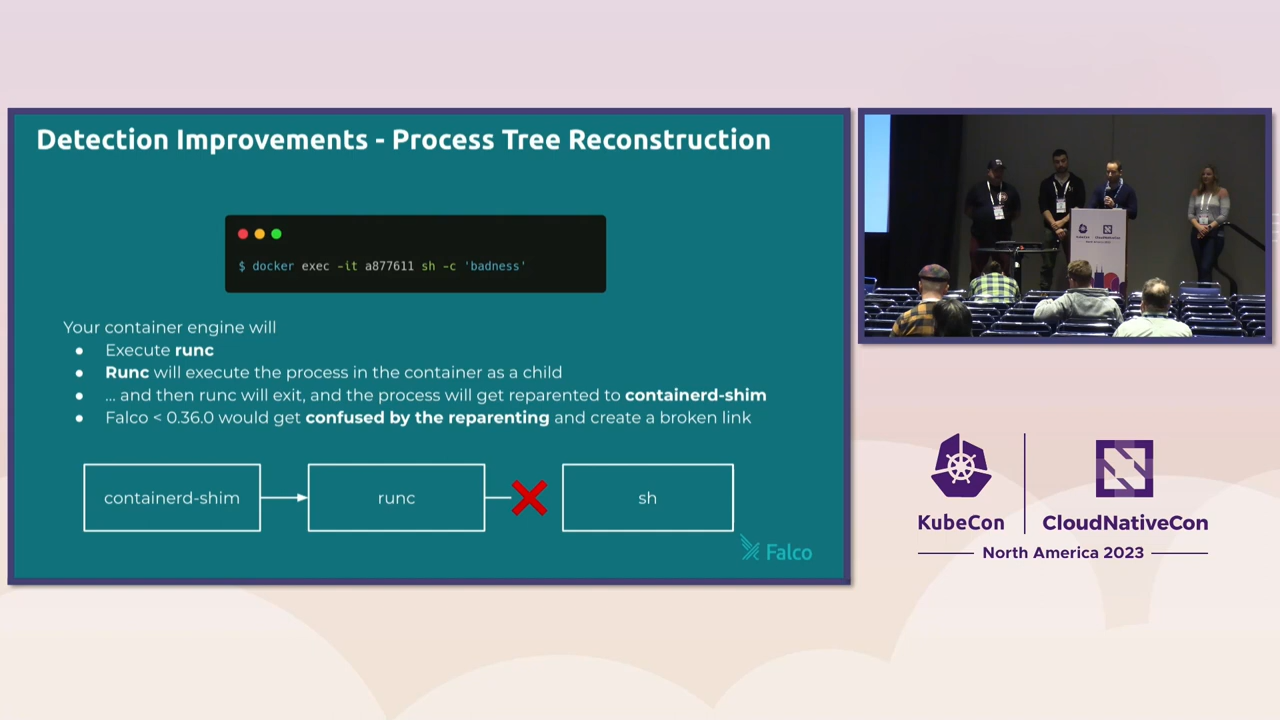 Detection Improvements - Process Tree Reconstruction
$ docker exec -it a877611 sh -c 'badness'
Your container engine will
● Execute runc
● Runc will execute the process in the container as a child
● ... and then runc will exit, and the process will get reparented to containerd-shim
● Falco < 0.36.0 would get confused by the reparenting and create a broken link
containerd-shim
runc
sh
Falco
KubeCon
CloudNativeCon
North America 2023